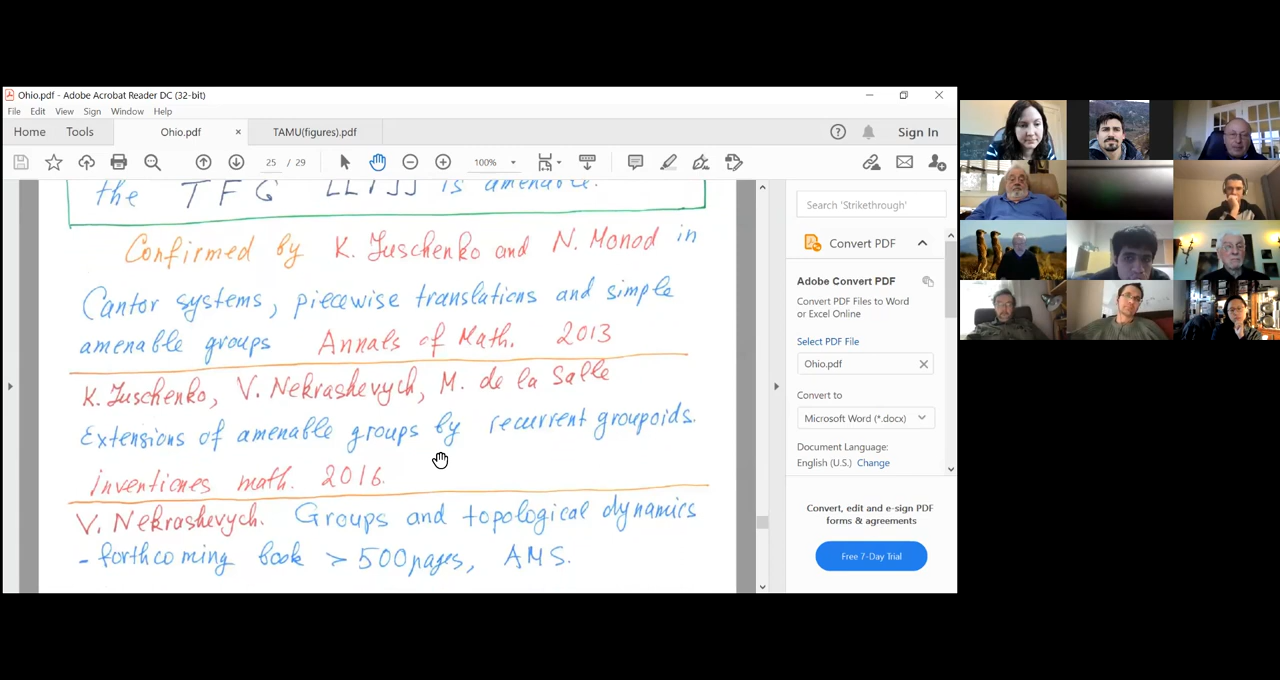 Ohio.pdf - Adobe Acrobat Reader DC (32-bit)
File Edit View Sign Window Help
Home Tools Ohio.pdf × TAMU(figures).pdf Sign In
25 / 29 100%
the TFG [[T]] is amenable.
Confirmed by K. Juschenko and N. Monod in
Cantor systems, piecewise translations and simple
amenable groups Annals of Math. 2013
K. Juschenko, V. Nekrashevych, M. de la Salle
Extensions of amenable groups by recurrent groupoids.
Inventiones math. 2016.
V. Nekrashevych. Groups and topological dynamics
- forthcoming book > 500 pages, AMS.
Search 'Strikethrough'
Convert PDF
Adobe Convert PDF
Convert PDF Files to Word
or Excel Online
Select PDF File
Ohio.pdf
Convert to
Microsoft Word (*.docx)
Document Language:
English (U.S.) Change
Convert, edit and e-sign PDF
forms & agreements
Free 7-Day Trial